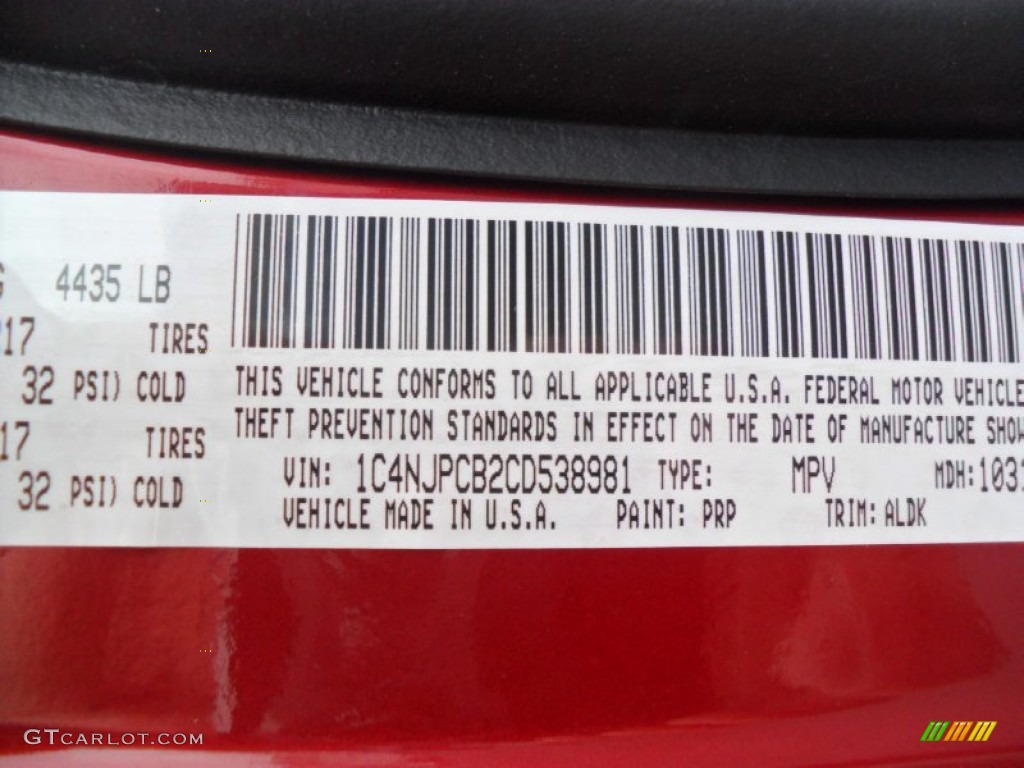 4435 LB
17 TIRES
32 PSI) COLD
17 TIRES
32 PSI) COLD
THIS VEHICLE CONFORMS TO ALL APPLICABLE U.S.A. FEDERAL MOTOR VEHICLE
THEFT PREVENTION STANDARDS IN EFFECT ON THE DATE OF MANUFACTURE SHOW
VIN: 1C4NJPCB2CD538981 TYPE: MPV MDH: 1031
VEHICLE MADE IN U.S.A. PAINT: PRP TRIM: ALDK
GTCARLOT.COM